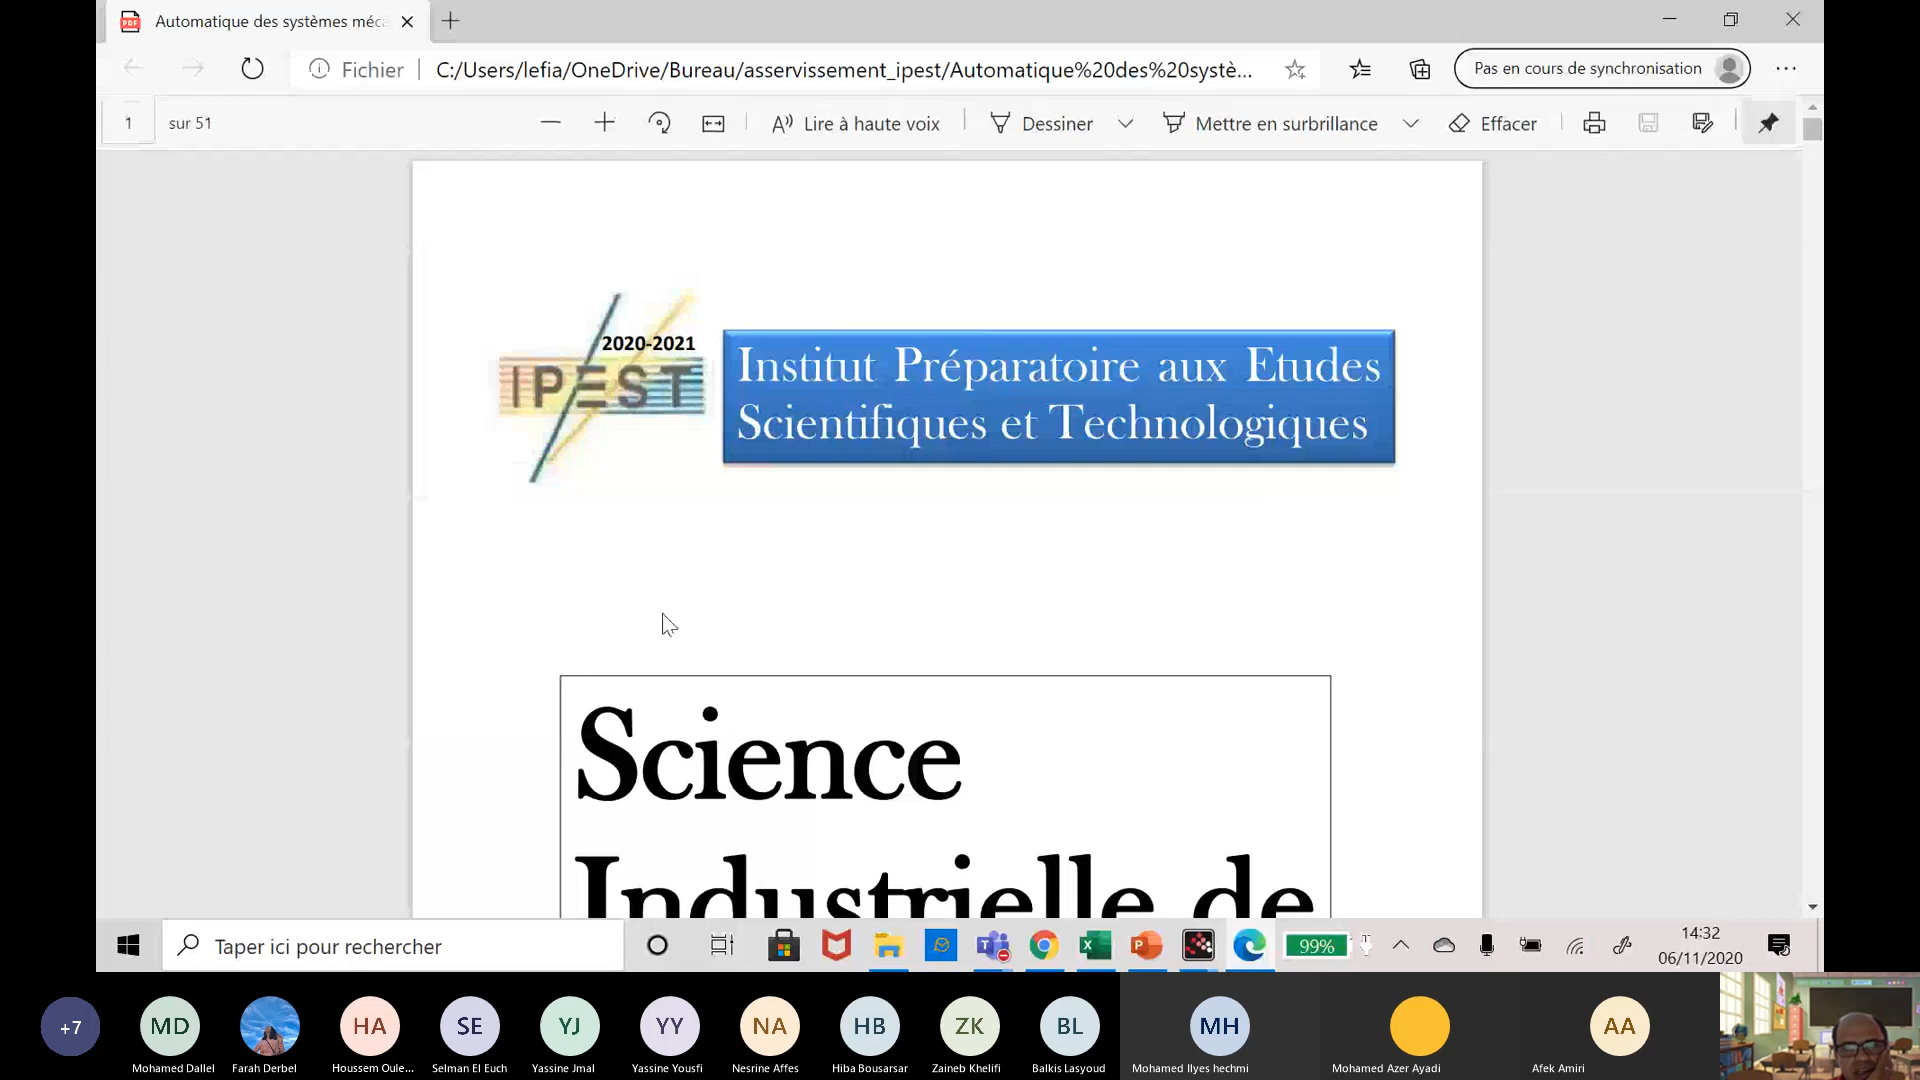 Automatique des systèmes méca
Fichier
C:/Users/lefia/OneDrive/Bureau/asservissement_ipest/Automatique%20des%20systè...
Pas en cours de synchronisation
1
sur 51
Lire à haute voix
Dessiner
Mettre en surbrillance
Effacer
2020-2021
IPEST
Institut Préparatoire aux Etudes
Scientifiques et Technologiques
Science
Industrielle de
Taper ici pour rechercher
99%
14:32
06/11/2020
+7
MD
HA
SE
YJ
YY
NA
HB
ZK
BL
MH
AA
Mohamed Dallel
Farah Derbel
Houssem Oule...
Selman El Euch
Yassine Jmal
Yassine Yousfi
Nesrine Affes
Hiba Bousarsar
Zaineb Khelifi
Balkis Lasyoud
Mohamed Ilyes hechmi
Mohamed Azer Ayadi
Afek Amiri